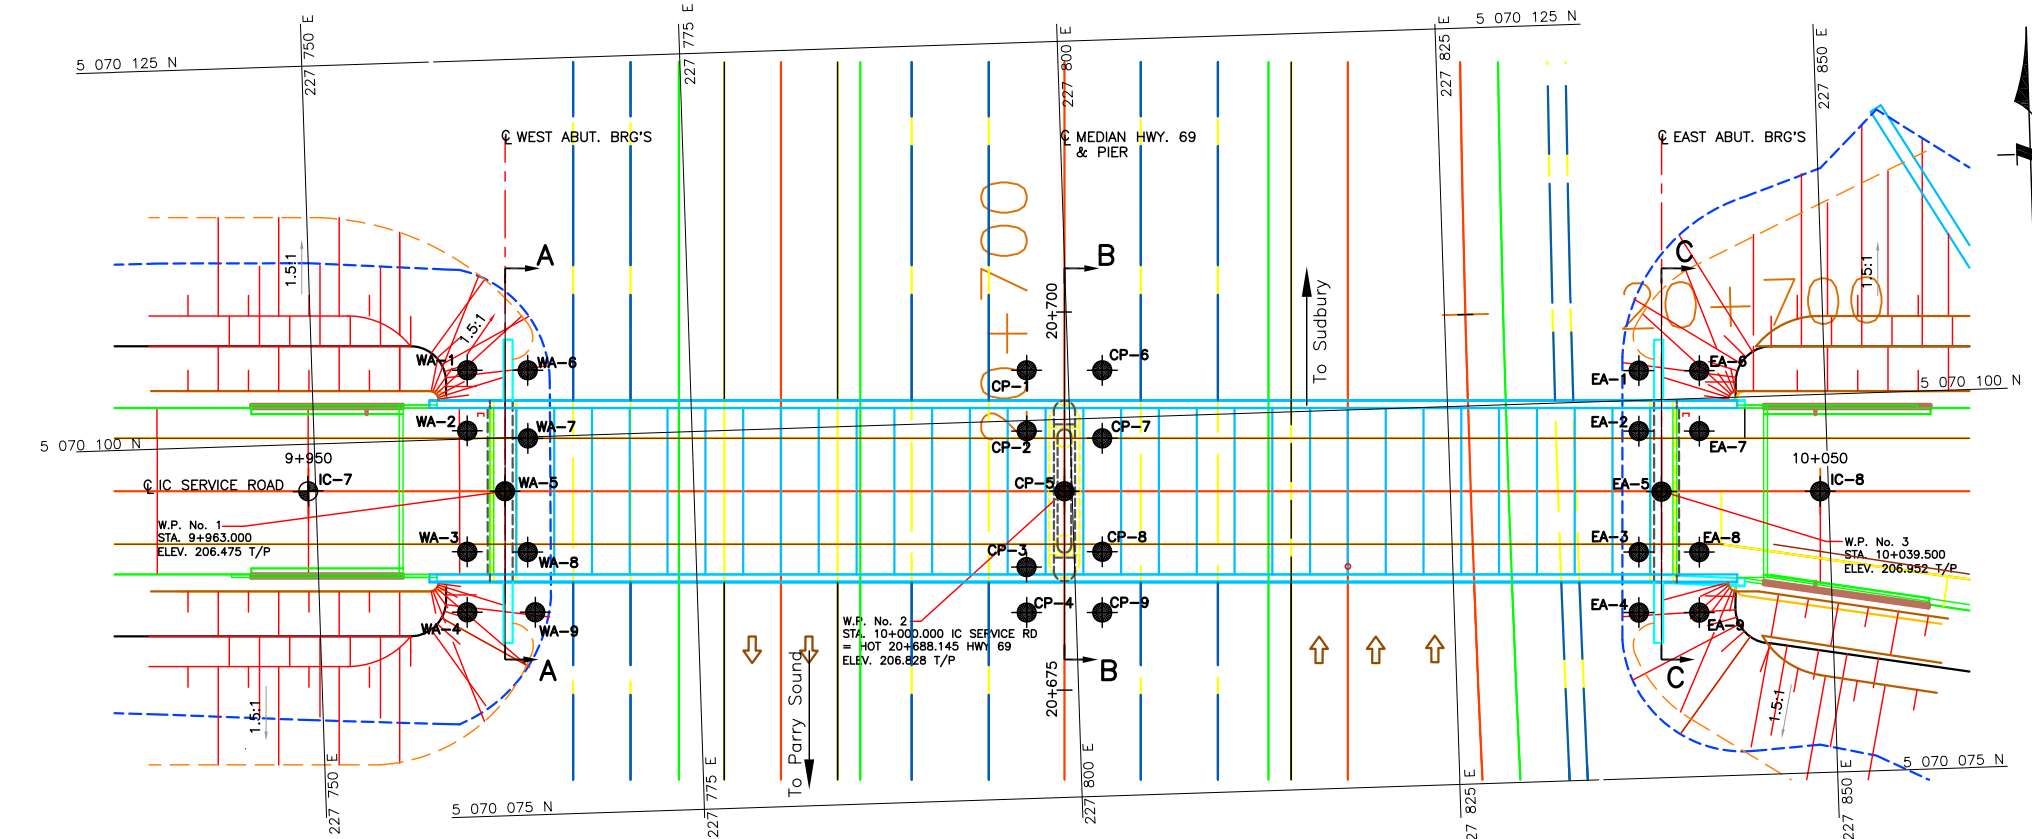 5 070 125 N
227 750 E
227 775 E
227 800 E
227 825 E
5 070 125 N
227 850 E
℄ WEST ABUT. BRG'S
℄ MEDIAN HWY. 69
& PIER
℄ EAST ABUT. BRG'S
A
B
C
1.5:1
1.5:1
1.5:1
20+700
20+700
20+700
To Sudbury
WA-1
WA-6
CP-1
CP-6
EA-1
EA-6
5 070 100 N
WA-2
WA-7
CP-2
CP-7
EA-2
EA-7
5 070 100 N
9+950
10+050
℄ IC SERVICE ROAD
IC-7
WA-5
CP-5
EA-5
IC-8
W.P. No. 1
STA. 9+963.000
ELEV. 206.475 T/P
WA-3
WA-8
CP-3
CP-8
EA-3
EA-8
W.P. No. 3
STA. 10+039.500
ELEV. 206.952 T/P
WA-4
WA-9
CP-4
CP-9
EA-4
EA-9
W.P. No. 2
STA. 10+000.000 IC SERVICE RD
= HOT 20+688.145 HWY 69
ELEV. 206.828 T/P
A
B
C
1.5:1
1.5:1
20+675
To Parry Sound
5 070 075 N
5 070 075 N
227 750 E
227 775 E
227 800 E
27 825 E
227 850 E